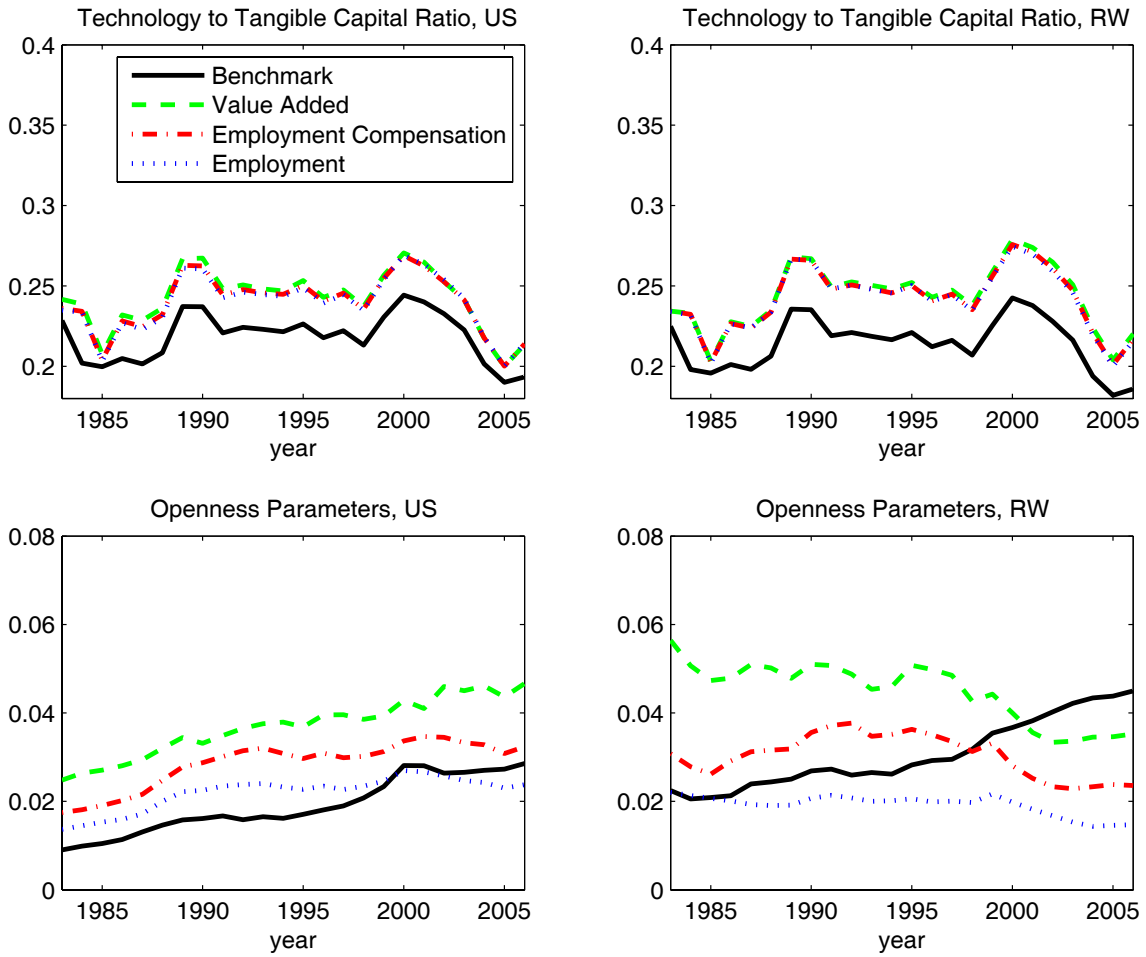 Technology to Tangible Capital Ratio, US
0.4
0.35
0.3
0.25
0.2
Benchmark
Value Added
Employment Compensation
Employment
1985 1990 1995 2000 2005
year
Technology to Tangible Capital Ratio, RW
0.4
0.35
0.3
0.25
0.2
1985 1990 1995 2000 2005
year
Openness Parameters, US
0.08
0.06
0.04
0.02
0
1985 1990 1995 2000 2005
year
Openness Parameters, RW
0.08
0.06
0.04
0.02
0
1985 1990 1995 2000 2005
year